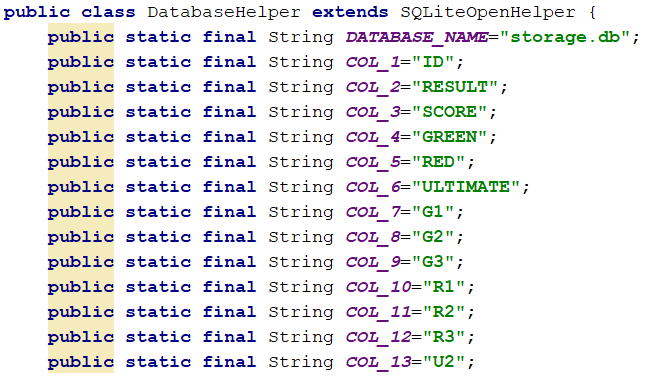 public class DatabaseHelper extends SQLiteOpenHelper {
public static final String DATABASE_NAME="storage.db";
public static final String COL_1="ID";
public static final String COL_2="RESULT";
public static final String COL_3="SCORE";
public static final String COL_4="GREEN";
public static final String COL_5="RED";
public static final String COL_6="ULTIMATE";
public static final String COL_7="G1";
public static final String COL_8="G2";
public static final String COL_9="G3";
public static final String COL_10="R1";
public static final String COL_11="R2";
public static final String COL_12="R3";
public static final String COL_13="U2";